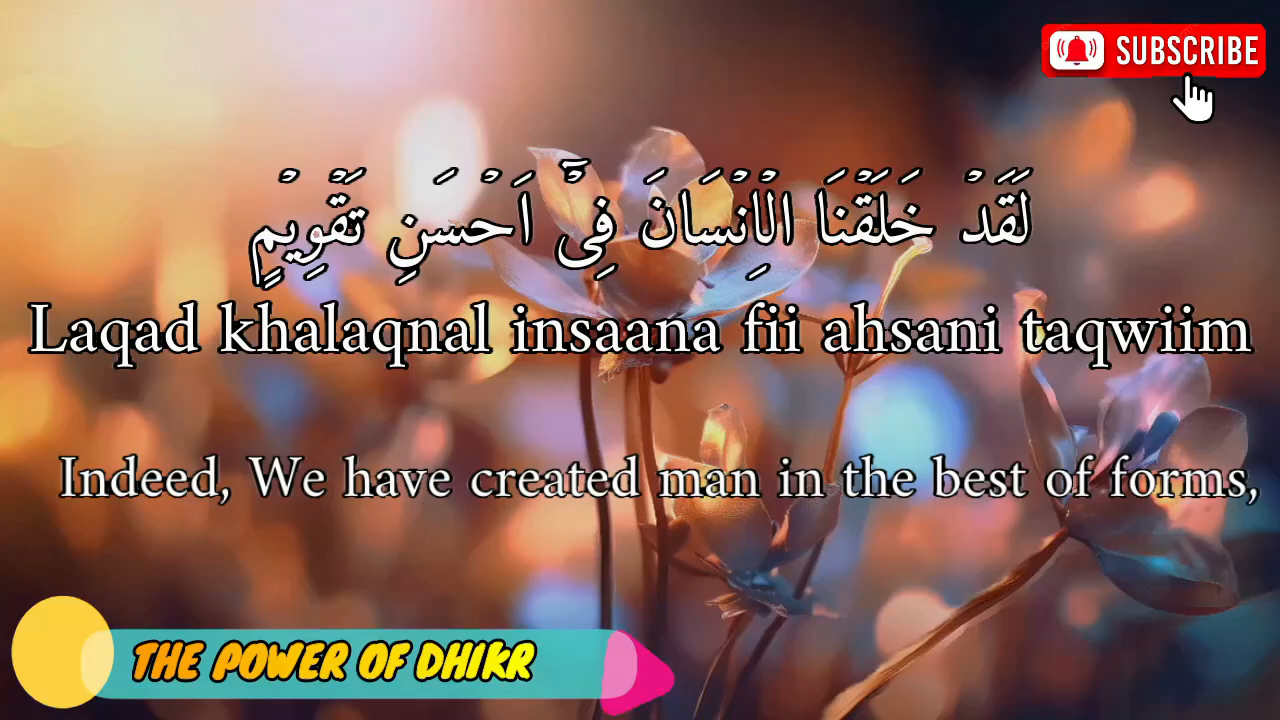 SUBSCRIBE
لَقَدْ خَلَقْنَا الْاِنْسَانَ فِىْٓ اَحْسَنِ تَقْوِيْمٍ
Laqad khalaqnal insaana fii ahsani taqwiim
Indeed, We have created man in the best of forms,
THE POWER OF DHIKR